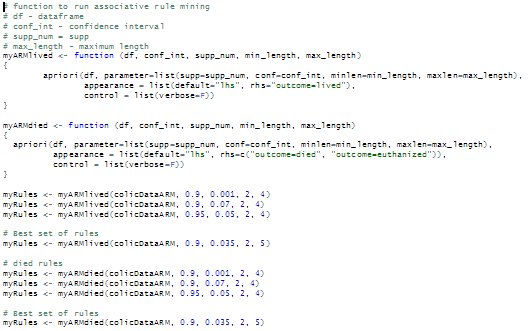 # function to run associative rule mining
# df - dataframe
# conf_int - confidence interval
# supp_num - supp
# max_length - maximum length
myARMlived <- function (df, conf_int, supp_num, min_length, max_length)
{
apriori(df, parameter=list(supp=supp_num, conf=conf_int, minlen=min_length, maxlen=max_length),
appearance = list(default="lhs", rhs="outcome=lived"),
control = list(verbose=F))
}
myARMdied <- function (df, conf_int, supp_num, min_length, max_length)
{
apriori(df, parameter=list(supp=supp_num, conf=conf_int, minlen=min_length, maxlen=max_length),
appearance = list(default="lhs", rhs=c("outcome=died", "outcome=euthanized")),
control = list(verbose=F))
}
myRules <- myARMlived(colicDataARM, 0.9, 0.001, 2, 4)
myRules <- myARMlived(colicDataARM, 0.9, 0.07, 2, 4)
myRules <- myARMlived(colicDataARM, 0.95, 0.05, 2, 4)
# Best set of rules
myRules <- myARMlived(colicDataARM, 0.9, 0.035, 2, 5)
# died rules
myRules <- myARMdied(colicDataARM, 0.9, 0.001, 2, 4)
myRules <- myARMdied(colicDataARM, 0.9, 0.07, 2, 4)
myRules <- myARMdied(colicDataARM, 0.95, 0.05, 2, 4)
# Best set of rules
myRules <- myARMdied(colicDataARM, 0.9, 0.035, 2, 5)